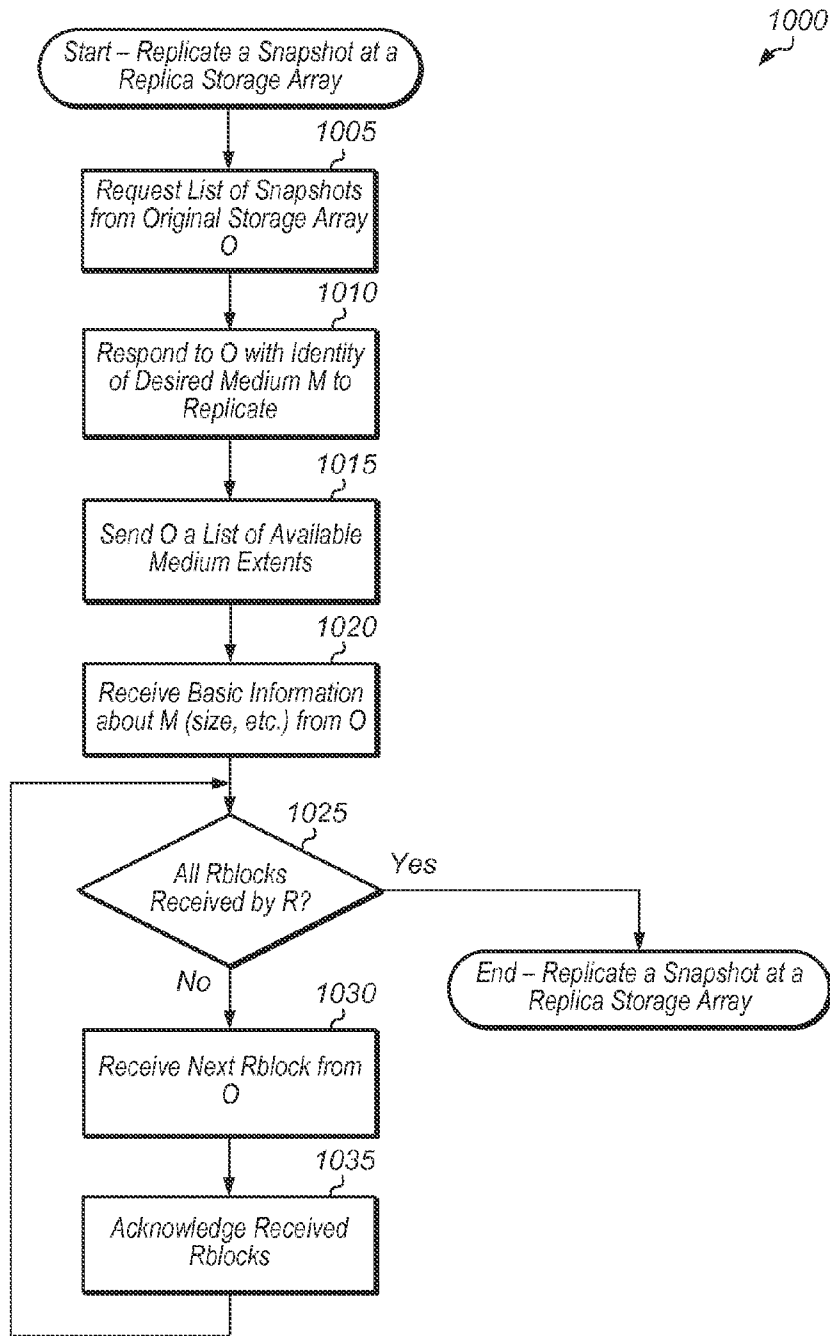 1000
Start – Replicate a Snapshot at a
Replica Storage Array
1005
Request List of Snapshots
from Original Storage Array
O
1010
Respond to O with Identity
of Desired Medium M to
Replicate
1015
Send O a List of Available
Medium Extents
1020
Receive Basic Information
about M (size, etc.) from O
1025
All Rblocks
Received by R?
Yes
End – Replicate a Snapshot at a
Replica Storage Array
No
1030
Receive Next Rblock from
O
1035
Acknowledge Received
Rblocks